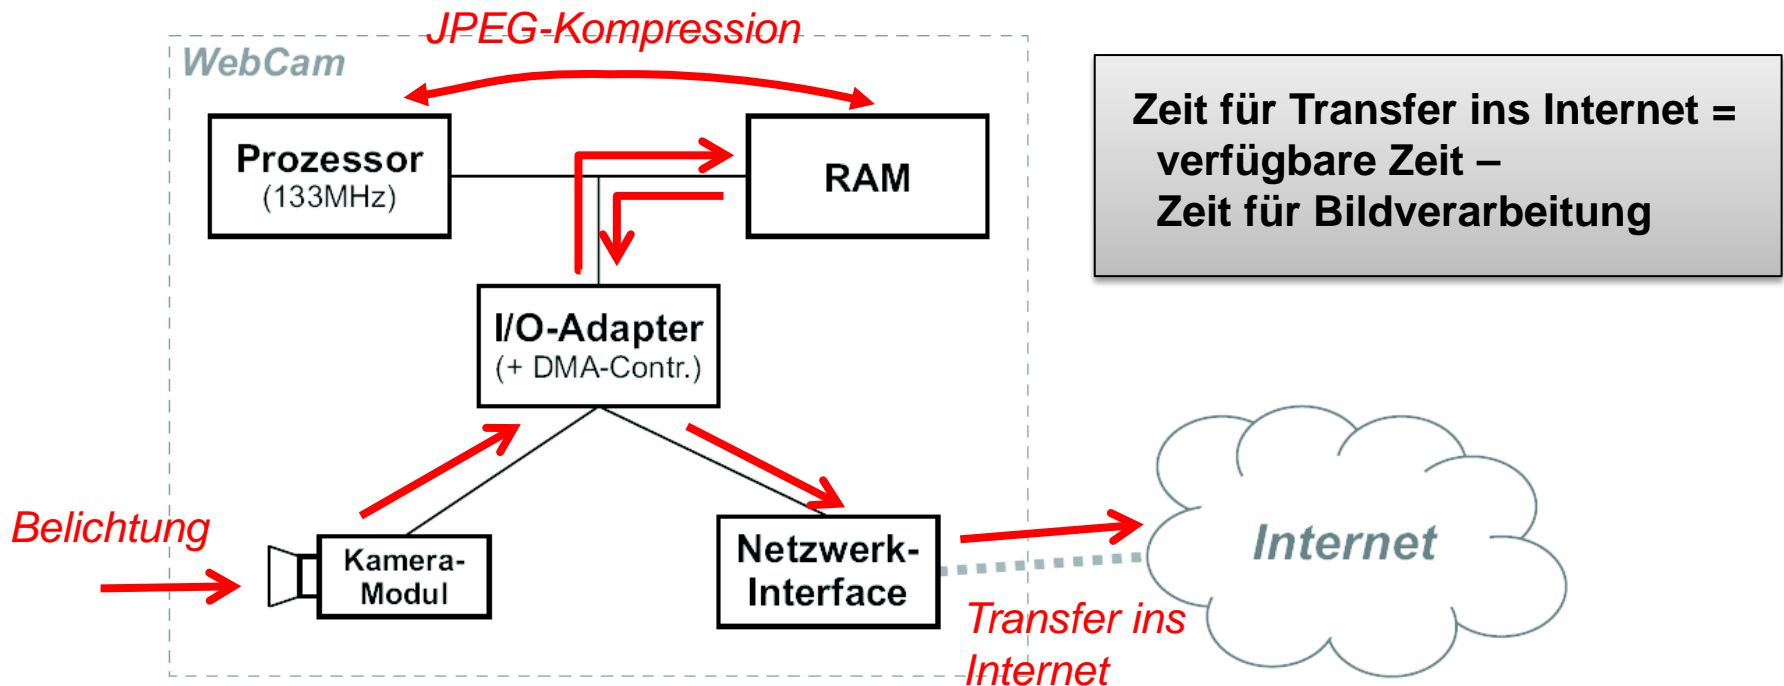 JPEG-Kompression
WebCam
Prozessor
(133MHz)
RAM
Zeit für Transfer ins Internet =
verfügbare Zeit –
Zeit für Bildverarbeitung
I/O-Adapter
(+ DMA-Contr.)
Belichtung
Kamera-
Modul
Netzwerk-
Interface
Internet
Transfer ins
Internet